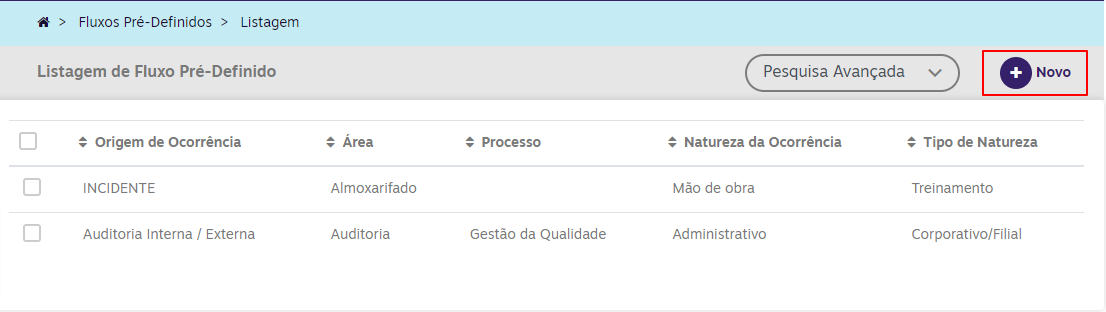 > Fluxos Pré-Definidos > Listagem
Listagem de Fluxo Pré-Definido Pesquisa Avançada Novo
Origem de Ocorrência Área Processo Natureza da Ocorrência Tipo de Natureza
INCIDENTE Almoxarifado Mão de obra Treinamento
Auditoria Interna / Externa Auditoria Gestão da Qualidade Administrativo Corporativo/Filial